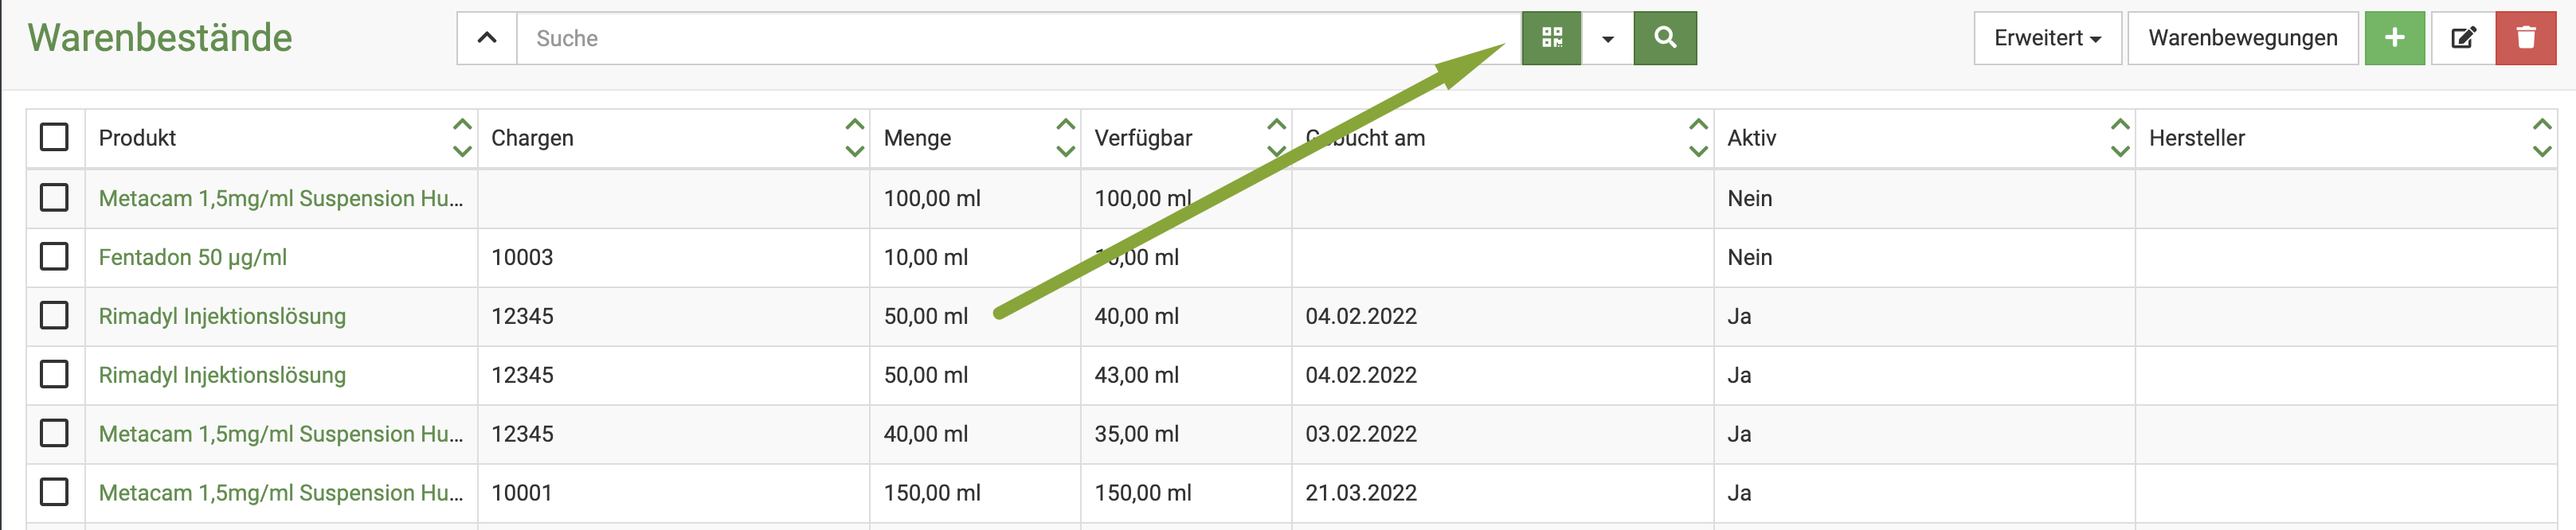 Warenbestände
Suche
Erweitert
Warenbewegungen
Produkt Chargen Menge Verfügbar am Aktiv Hersteller
Metacam 1,5mg/ml Suspension Hu... 100,00 ml 100,00 ml Nein
Fentadon 50 µg/ml 10003 10,00 ml 10,00 ml Nein
Rimadyl Injektionslösung 12345 50,00 ml 40,00 ml 04.02.2022 Ja
Rimadyl Injektionslösung 12345 50,00 ml 43,00 ml 04.02.2022 Ja
Metacam 1,5mg/ml Suspension Hu... 12345 40,00 ml 35,00 ml 03.02.2022 Ja
Metacam 1,5mg/ml Suspension Hu... 10001 150,00 ml 150,00 ml 21.03.2022 Ja